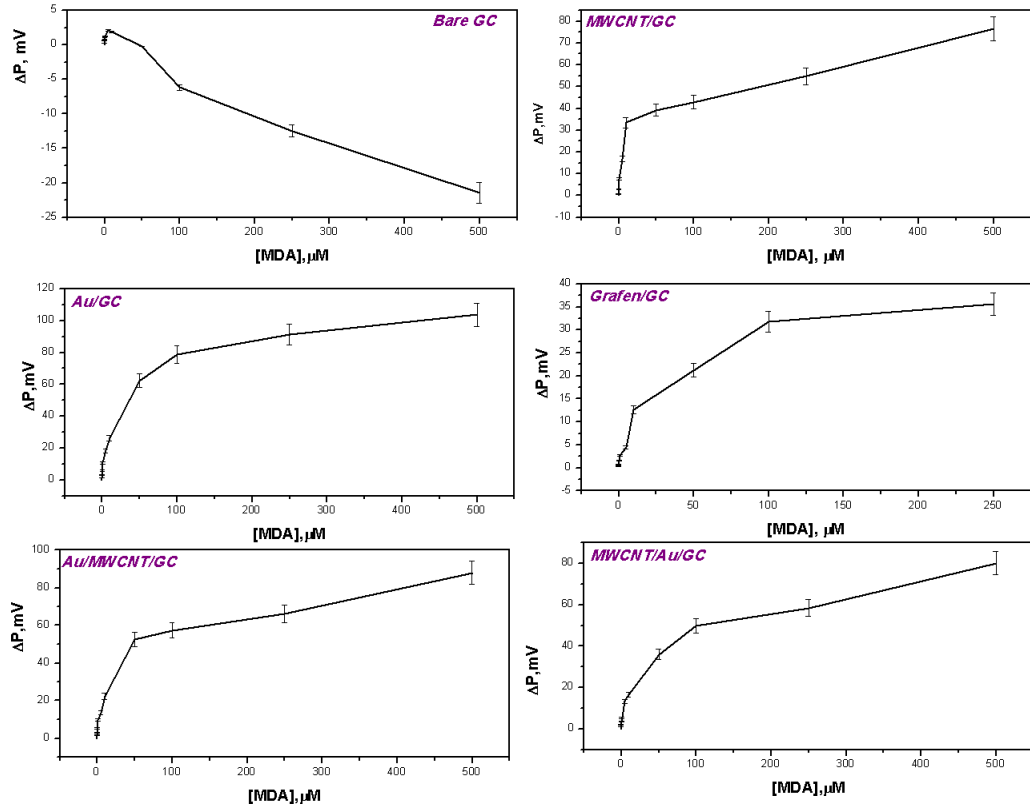 Bare GC
ΔP, mV
5
0
-5
-10
-15
-20
-25
0 100 200 300 400 500
[MDA],µM
MWCNT/GC
ΔP,mV
80
70
60
50
40
30
20
10
0
-10
0 100 200 300 400 500
[MDA], µM
Au/GC
ΔP,mV
120
100
80
60
40
20
0
0 100 200 300 400 500
[MDA],µM
Grafen/GC
ΔP,mV
40
35
30
25
20
15
10
5
0
-5
0 50 100 150 200 250
[MDA], µM
Au/MWCNT/GC
ΔP,mV
100
80
60
40
20
0
0 100 200 300 400 500
[MDA],µM
MWCNT/Au/GC
ΔP,mV
80
60
40
20
0
0 100 200 300 400 500
[MDA],µM